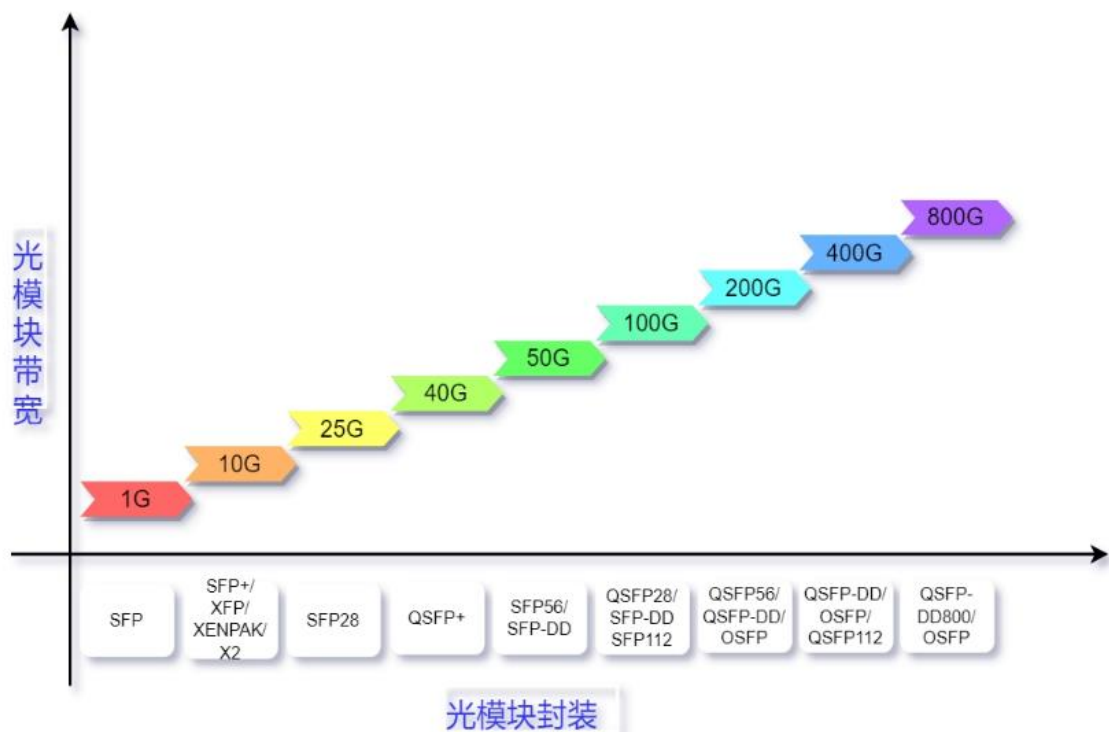 光
模
块
带
宽
800G
400G
200G
100G
50G
40G
25G
10G
1G
SFP
SFP+/
XFP/
XENPAK/
X2
SFP28
QSFP+
SFP56/
SFP-DD
QSFP28/
SFP-DD
SFP112
QSFP56/
QSFP-DD/
OSFP
QSFP-DD/
OSFP/
QSFP112
QSFP-
DD800/
OSFP
光模块封装